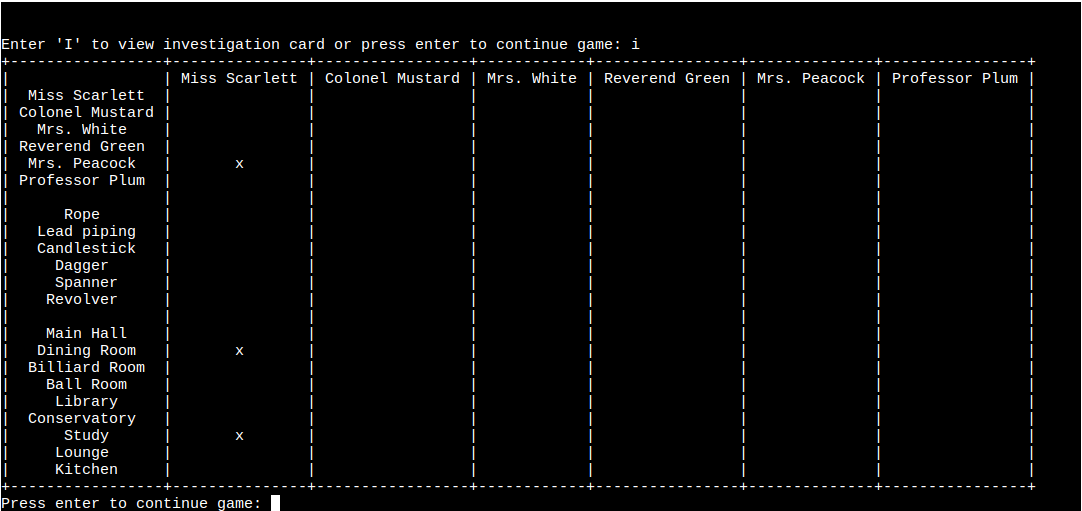 Enter 'I' to view investigation card or press enter to continue game: i
+-----------------+---------------+-----------------+------------+----------------+--------------+----------------+
|                 | Miss Scarlett | Colonel Mustard | Mrs. White | Reverend Green | Mrs. Peacock | Professor Plum |
|  Miss Scarlett  |               |                 |            |                |              |                |
| Colonel Mustard |               |                 |            |                |              |                |
|   Mrs. White    |               |                 |            |                |              |                |
| Reverend Green  |               |                 |            |                |              |                |
|  Mrs. Peacock   |       x       |                 |            |                |              |                |
| Professor Plum  |               |                 |            |                |              |                |
|                 |               |                 |            |                |              |                |
|      Rope       |               |                 |            |                |              |                |
|   Lead piping   |               |                 |            |                |              |                |
|   Candlestick   |               |                 |            |                |              |                |
|     Dagger      |               |                 |            |                |              |                |
|     Spanner     |               |                 |            |                |              |                |
|    Revolver     |               |                 |            |                |              |                |
|                 |               |                 |            |                |              |                |
|    Main Hall    |               |                 |            |                |              |                |
|   Dining Room   |       x       |                 |            |                |              |                |
|  Billiard Room  |               |                 |            |                |              |                |
|    Ball Room    |               |                 |            |                |              |                |
|     Library     |               |                 |            |                |              |                |
|  Conservatory   |               |                 |            |                |              |                |
|      Study      |       x       |                 |            |                |              |                |
|     Lounge      |               |                 |            |                |              |                |
|     Kitchen     |               |                 |            |                |              |                |
+-----------------+---------------+-----------------+------------+----------------+--------------+----------------+
Press enter to continue game: